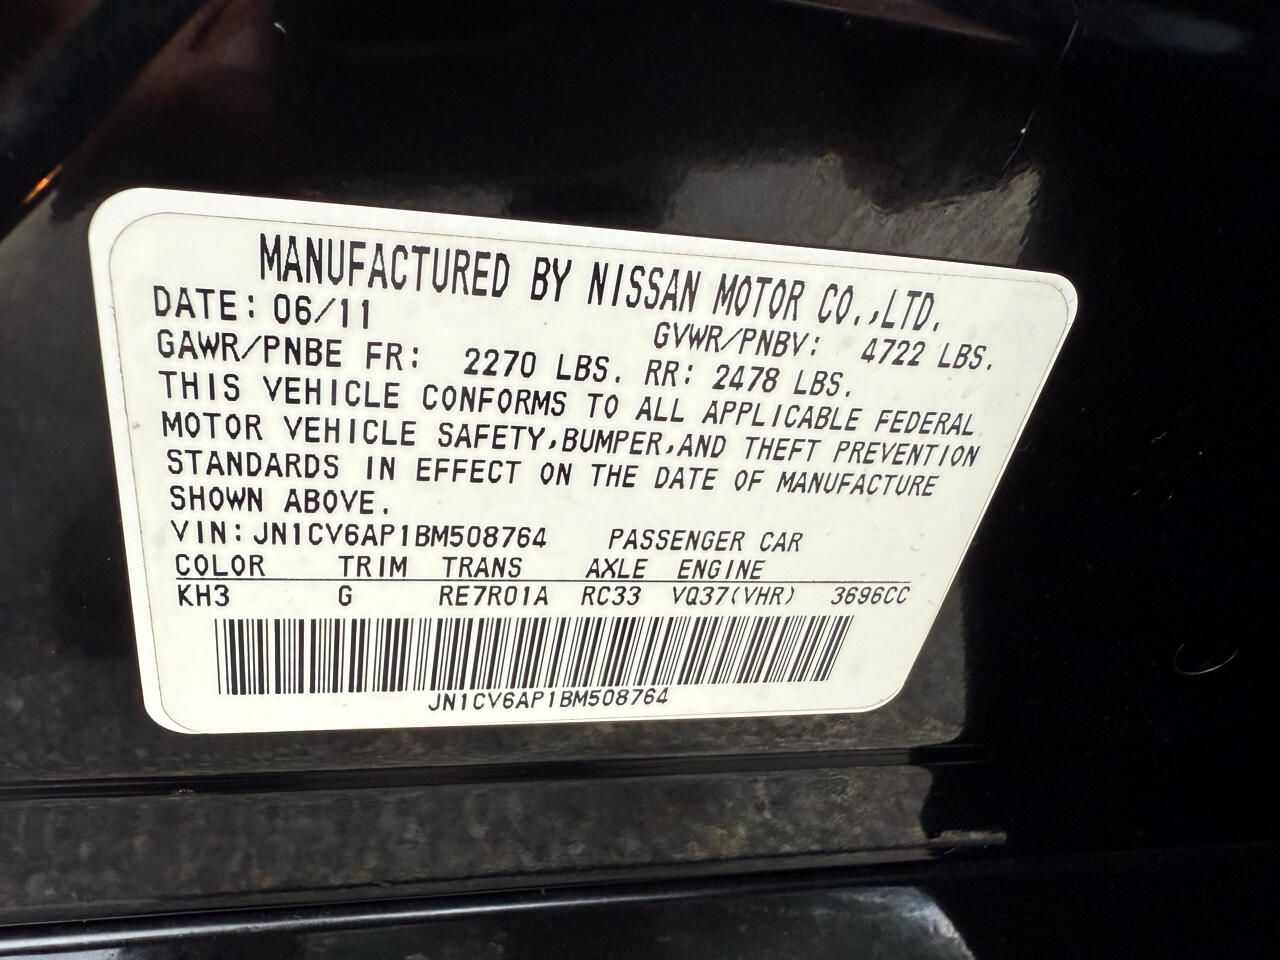 MANUFACTURED BY NISSAN MOTOR CO.,LTD.
DATE: 06/11 GVWR/PNBV: 4722 LBS.
GAWR/PNBE FR: 2270 LBS. RR: 2478 LBS.
THIS VEHICLE CONFORMS TO ALL APPLICABLE FEDERAL
MOTOR VEHICLE SAFETY,BUMPER,AND THEFT PREVENTION
STANDARDS IN EFFECT ON THE DATE OF MANUFACTURE
SHOWN ABOVE.
VIN: JN1CV6AP1BM508764 PASSENGER CAR
COLOR TRIM TRANS AXLE ENGINE
KH3 G RE7R01A RC33 VQ37(VHR) 3696CC
JN1CV6AP1BM508764